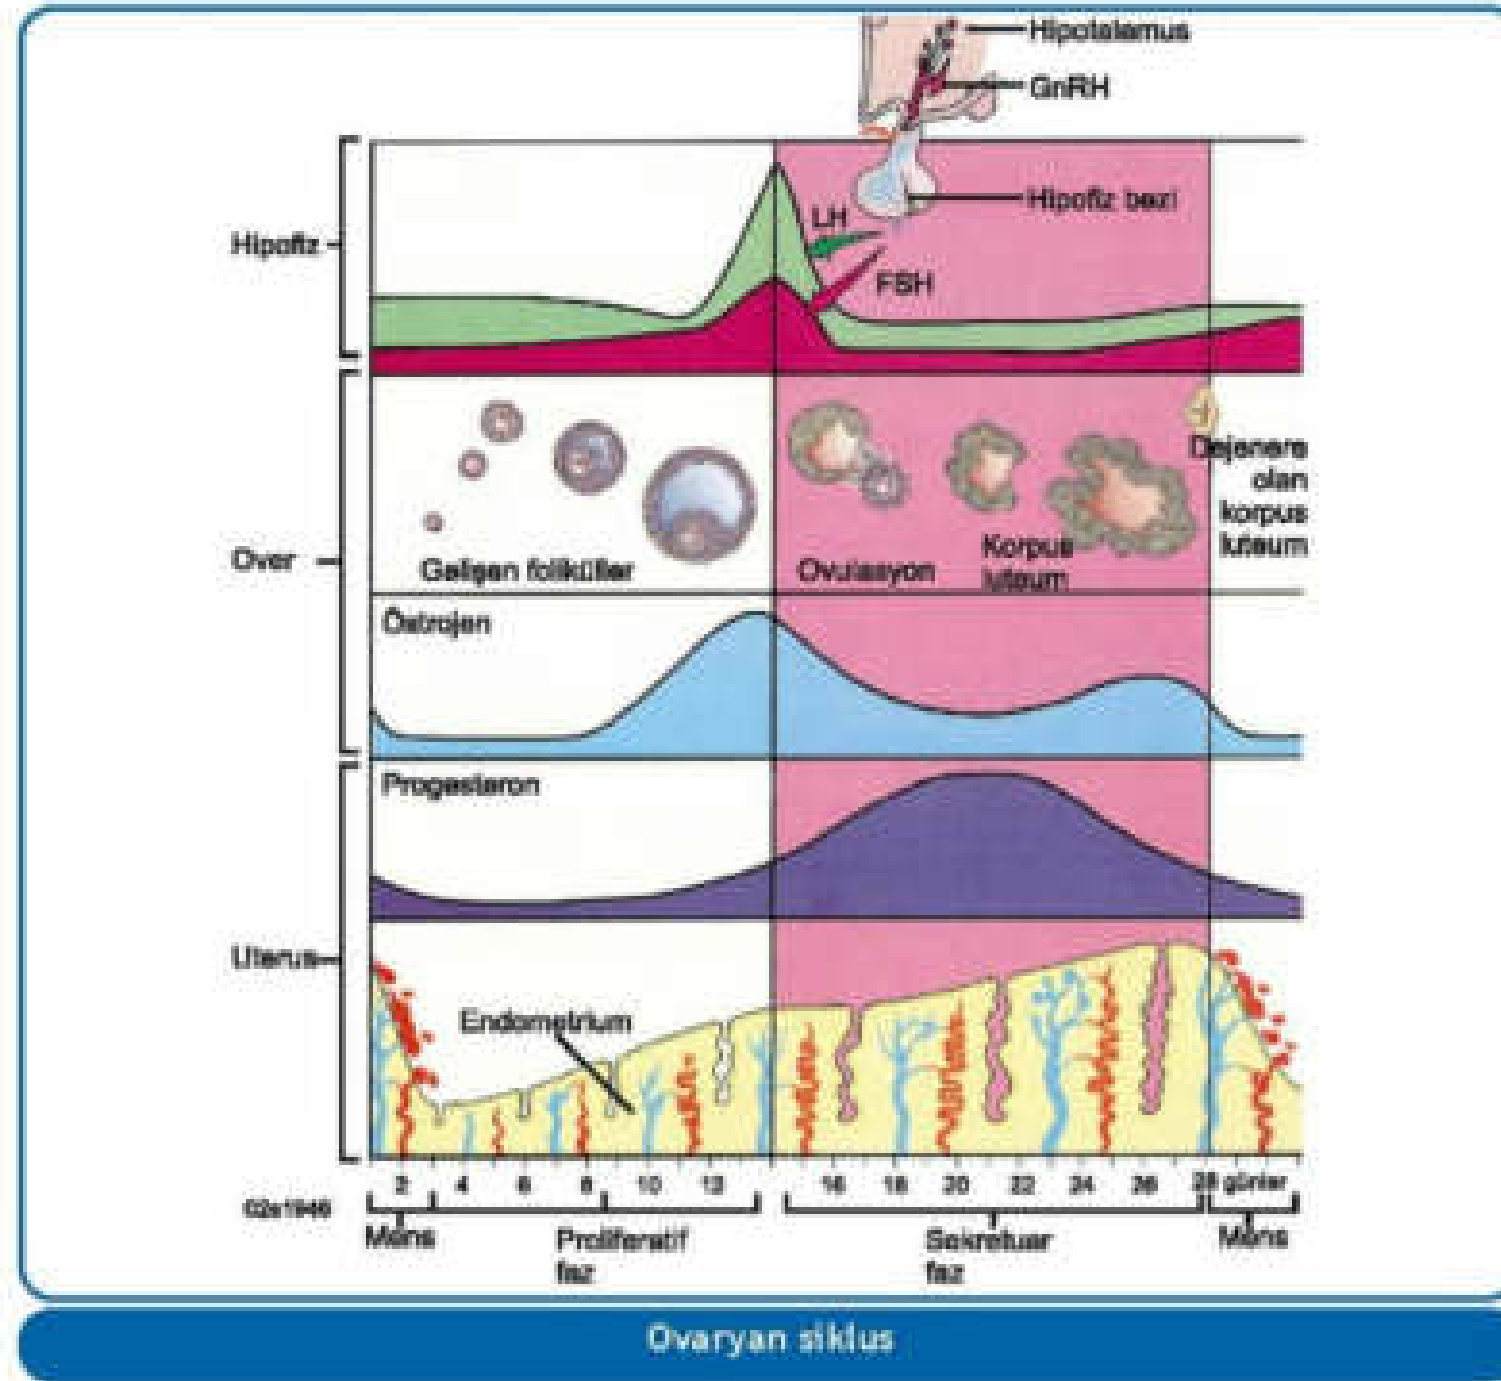 Hipotalamus
GnRH
Hipofiz bezi
Hipofiz
LH
FSH
Over
Gelişen foliküller
Ovulasyon
Korpus
luteum
Dejenere
olan
korpus
luteum
Östrojen
Progesteron
Uterus
Endometrium
2 4 6 8 10 12 16 18 20 22 24 26 28 günler
Mens
Proliferatif
faz
Sekretuar
faz
Mens
Ovaryan siklus